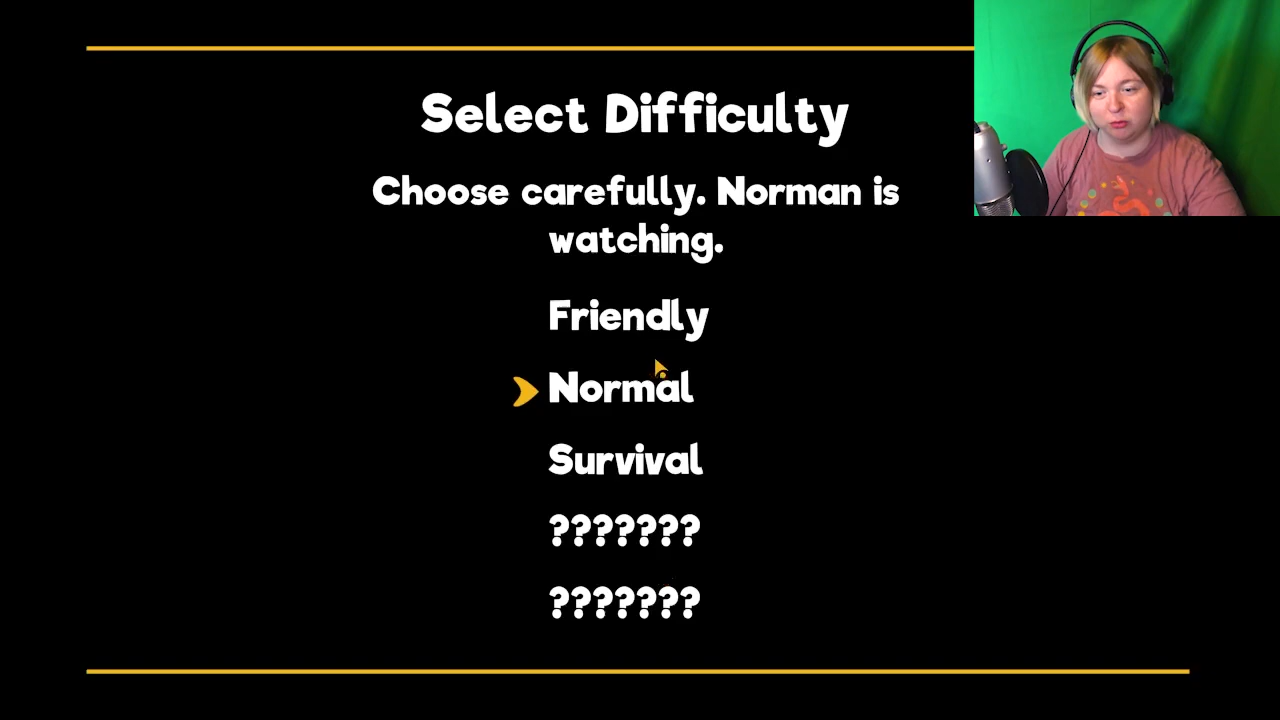 Select Difficulty
Choose carefully. Norman is
watching.
Friendly
Normal
Survival
???????
???????